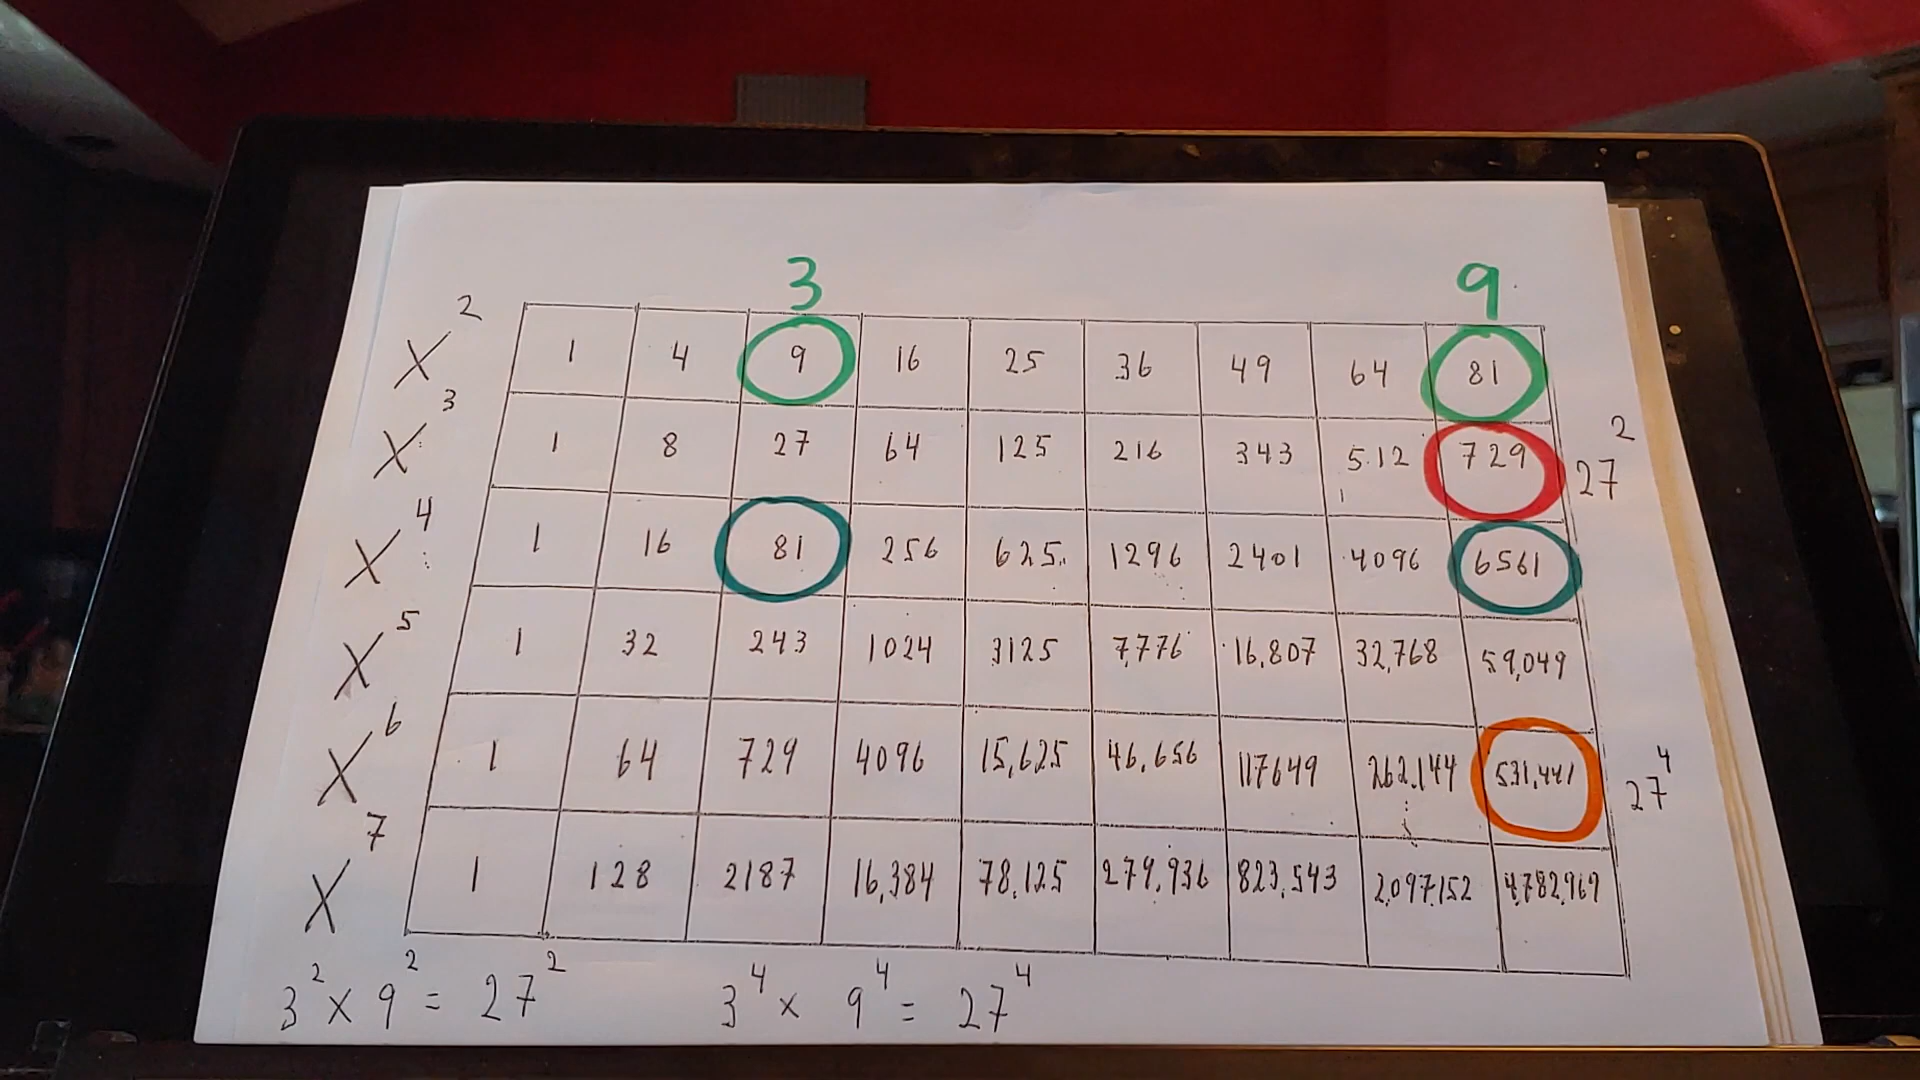 3 9
X² 1 4 9 16 25 36 49 64 81
X³ 1 8 27 64 125 216 343 5.12 729 27²
X⁴ 1 16 81 256 625 1296 2401 4096 6561
X⁵ 1 32 243 1024 3125 7,776 16,807 32,768 59,049
X⁶ 1 64 729 4096 15,625 46,656 117649 262,144 531,441 27⁴
X⁷ 1 128 2187 16,384 78,125 279,936 823,543 2,097,152 4,782,969
3² x 9² = 27² 3⁴ x 9⁴ = 27⁴